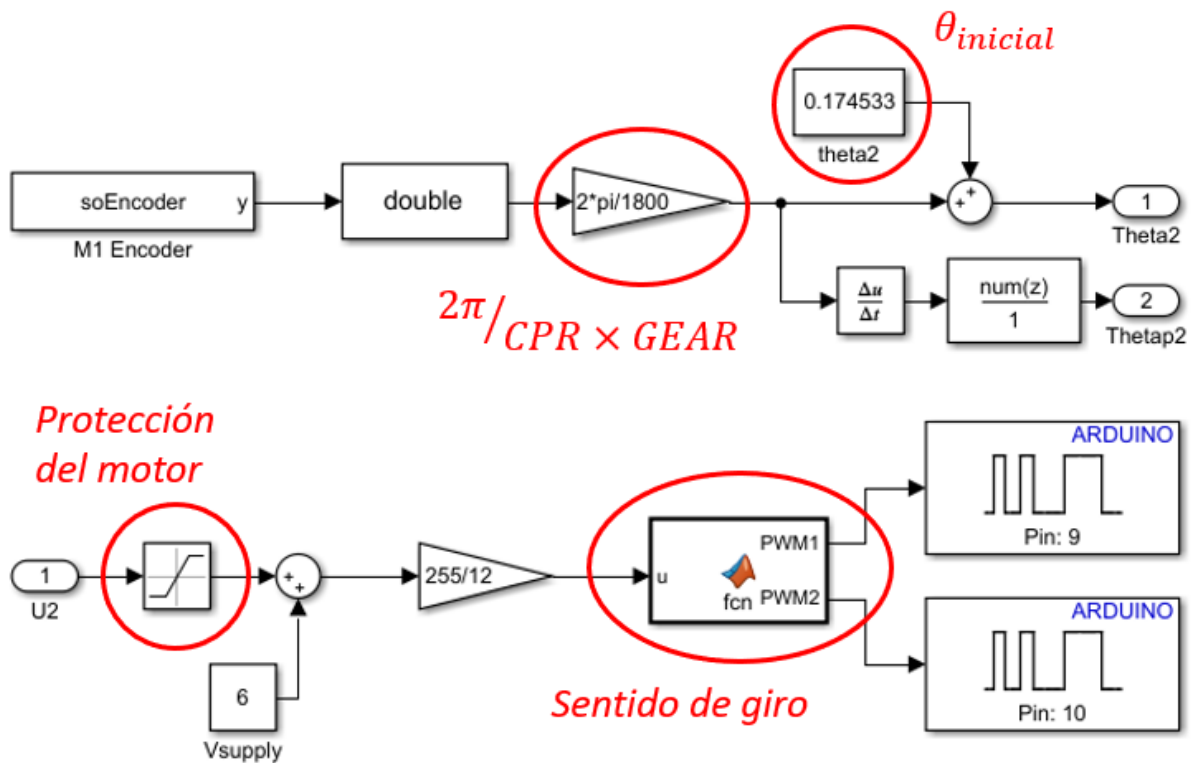 θ_inicial
0.174533
theta2
soEncoder y
M1 Encoder
double
2*pi/1800
+ +
1
Theta2
2π/CPR × GEAR
Δu/Δt
num(z)
1
2
Thetap2
Protección
del motor
1
U2
+ +
6
Vsupply
255/12
u
PWM1
fcn
PWM2
Sentido de giro
ARDUINO
Pin: 9
ARDUINO
Pin: 10